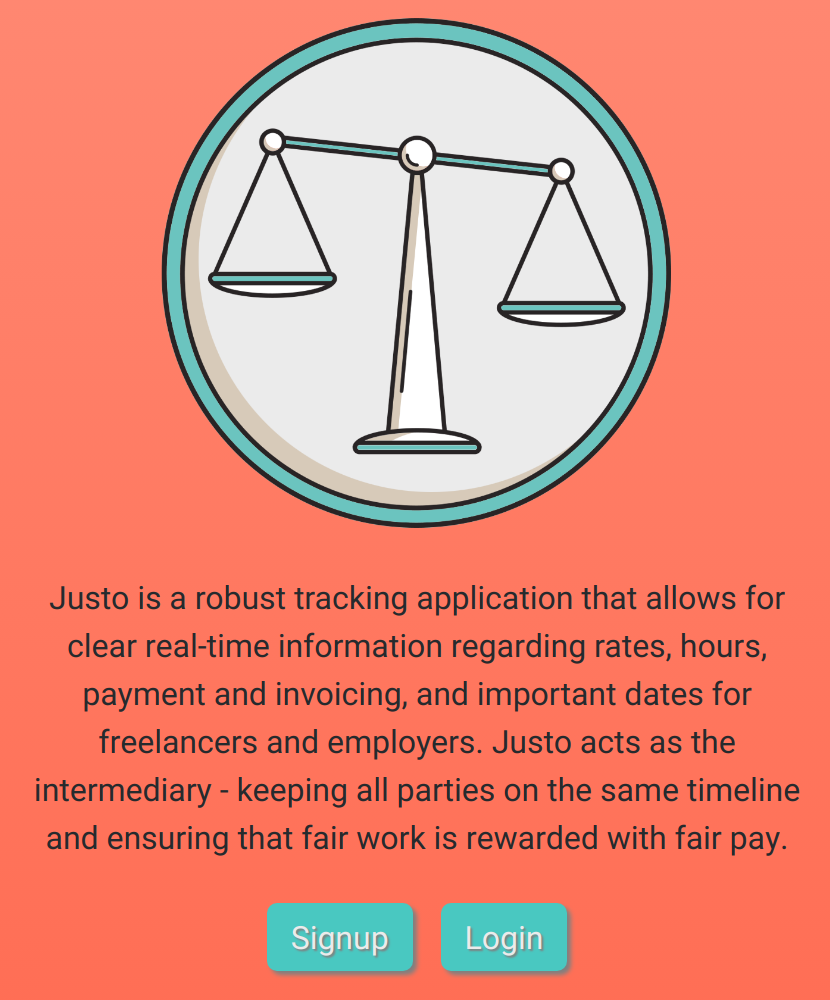 Justo is a robust tracking application that allows for
clear real-time information regarding rates, hours,
payment and invoicing, and important dates for
freelancers and employers. Justo acts as the
intermediary - keeping all parties on the same timeline
and ensuring that fair work is rewarded with fair pay.
Signup Login